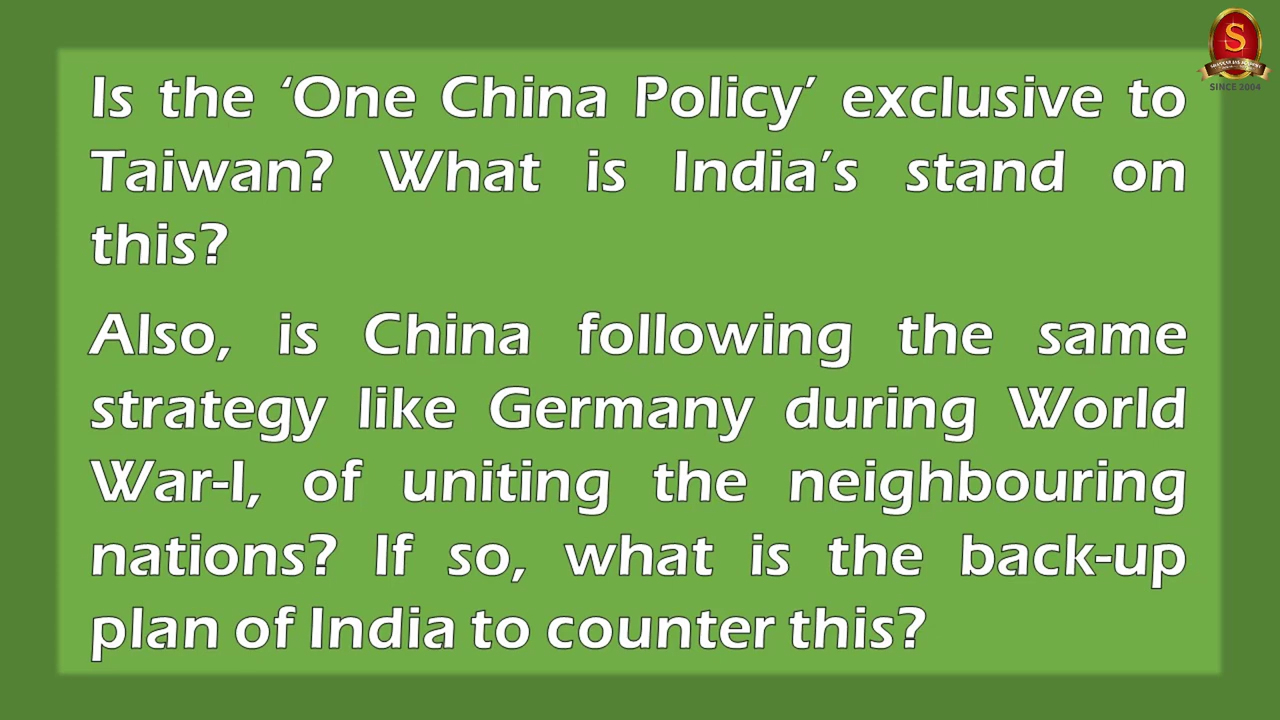 S
SINCE 2004
Is the ‘One China Policy’ exclusive to
Taiwan? What is India’s stand on
this?
Also, is China following the same
strategy like Germany during World
War-I, of uniting the neighbouring
nations? If so, what is the back-up
plan of India to counter this?